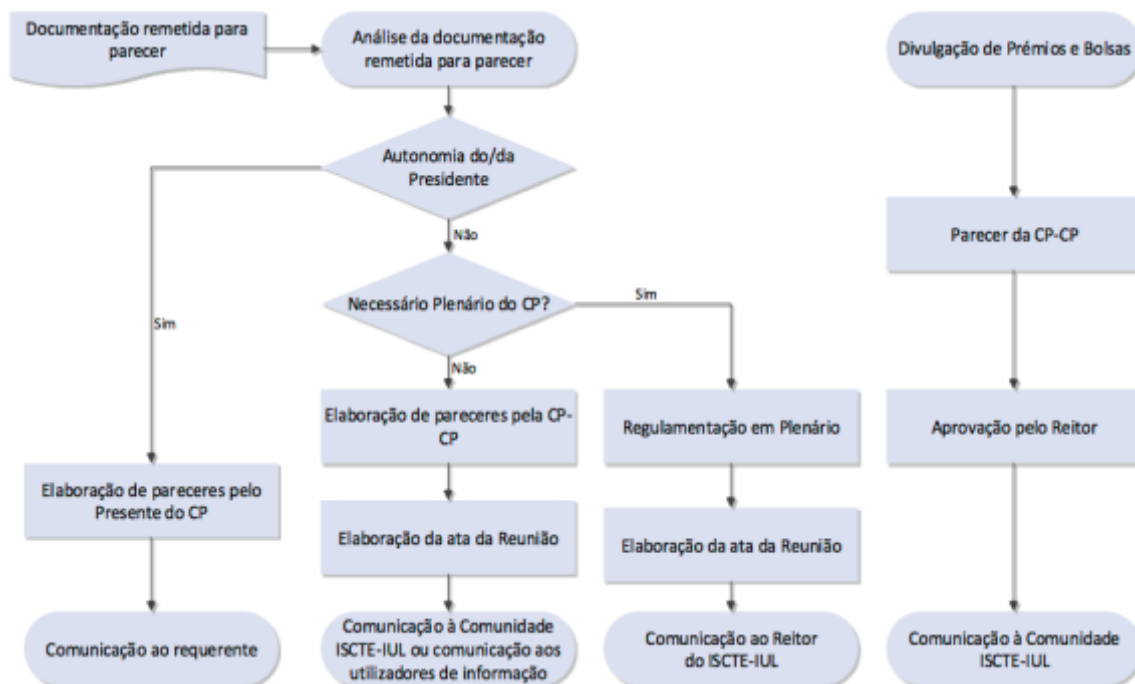 Documentação remetida para
parecer
Análise da documentação
remetida para parecer
Divulgação de Prémios e Bolsas
Autonomia do/da
Presidente
Não
Parecer da CP-CP
Necessário Plenário do CP?
Sim
Sim
Não
Elaboração de pareceres pela CP-
CP
Regulamentação em Plenário
Aprovação pelo Reitor
Elaboração de pareceres pelo
Presente do CP
Elaboração da ata da Reunião
Elaboração da ata da Reunião
Comunicação ao requerente
Comunicação à Comunidade
ISCTE-IUL ou comunicação aos
utilizadores de informação
Comunicação ao Reitor
do ISCTE-IUL
Comunicação à Comunidade
ISCTE-IUL